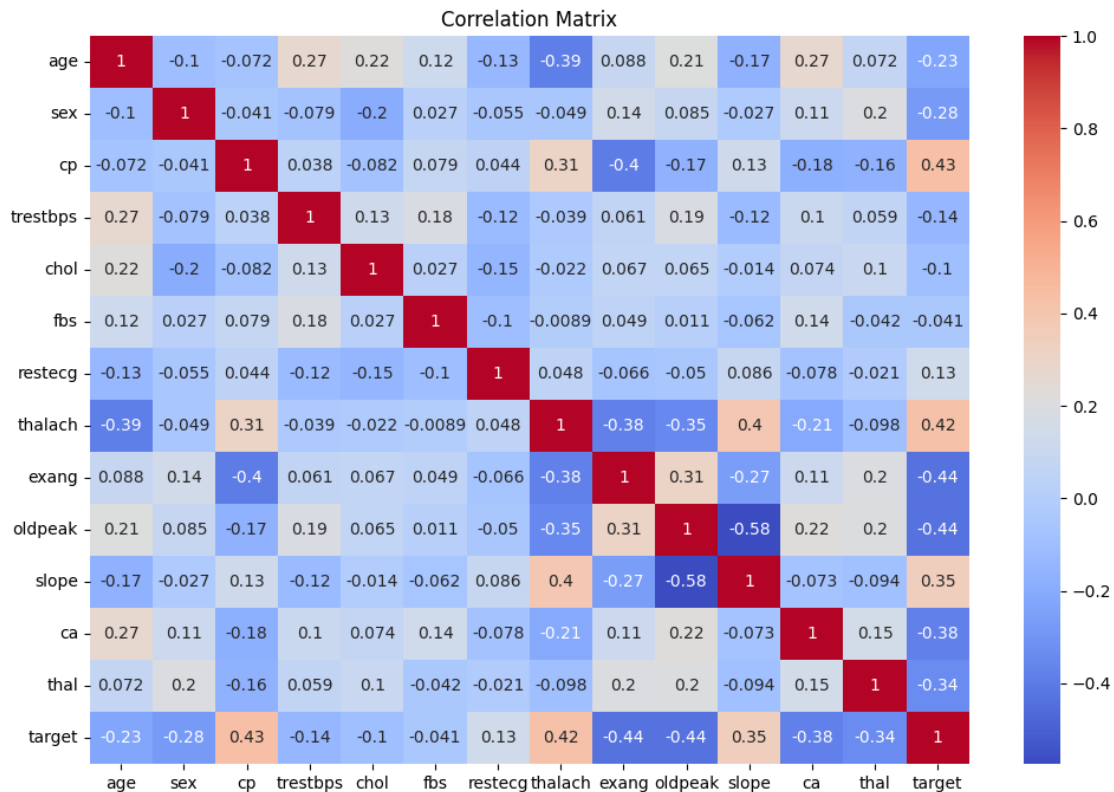 Correlation Matrix
age 1 -0.1 -0.072 0.27 0.22 0.12 -0.13 -0.39 0.088 0.21 -0.17 0.27 0.072 -0.23
sex -0.1 1 -0.041 -0.079 -0.2 0.027 -0.055 -0.049 0.14 0.085 -0.027 0.11 0.2 -0.28
cp -0.072 -0.041 1 0.038 -0.082 0.079 0.044 0.31 -0.4 -0.17 0.13 -0.18 -0.16 0.43
trestbps 0.27 -0.079 0.038 1 0.13 0.18 -0.12 -0.039 0.061 0.19 -0.12 0.1 0.059 -0.14
chol 0.22 -0.2 -0.082 0.13 1 0.027 -0.15 -0.022 0.067 0.065 -0.014 0.074 0.1 -0.1
fbs 0.12 0.027 0.079 0.18 0.027 1 -0.1 -0.0089 0.049 0.011 -0.062 0.14 -0.042 -0.041
restecg -0.13 -0.055 0.044 -0.12 -0.15 -0.1 1 0.048 -0.066 -0.05 0.086 -0.078 -0.021 0.13
thalach -0.39 -0.049 0.31 -0.039 -0.022 -0.0089 0.048 1 -0.38 -0.35 0.4 -0.21 -0.098 0.42
exang 0.088 0.14 -0.4 0.061 0.067 0.049 -0.066 -0.38 1 0.31 -0.27 0.11 0.2 -0.44
oldpeak 0.21 0.085 -0.17 0.19 0.065 0.011 -0.05 -0.35 0.31 1 -0.58 0.22 0.2 -0.44
slope -0.17 -0.027 0.13 -0.12 -0.014 -0.062 0.086 0.4 -0.27 -0.58 1 -0.073 -0.094 0.35
ca 0.27 0.11 -0.18 0.1 0.074 0.14 -0.078 -0.21 0.11 0.22 -0.073 1 0.15 -0.38
thal 0.072 0.2 -0.16 0.059 0.1 -0.042 -0.021 -0.098 0.2 0.2 -0.094 0.15 1 -0.34
target -0.23 -0.28 0.43 -0.14 -0.1 -0.041 0.13 0.42 -0.44 -0.44 0.35 -0.38 -0.34 1
age sex cp trestbps chol fbs restecg thalach exang oldpeak slope ca thal target
1.0
0.8
0.6
0.4
0.2
0.0
−0.2
−0.4